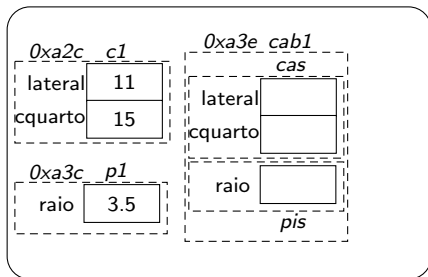 0xa2c c1
lateral 11
cquarto 15
0xa3c p1
raio 3.5
0xa3e cab1
cas
lateral
cquarto
raio
pis